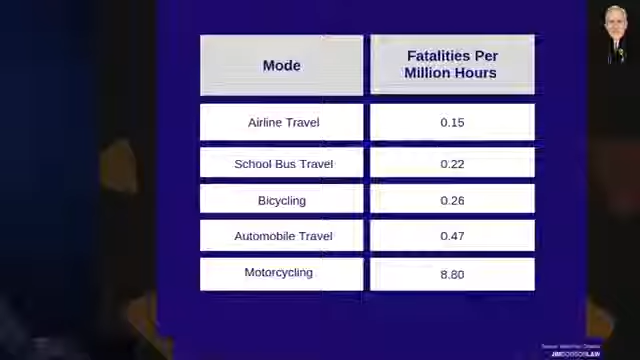 Mode
Fatalities Per
Million Hours
Airline Travel 0.15
School Bus Travel 0.22
Bicycling 0.26
Automobile Travel 0.47
Motorcycling 8.80
JIMDODSONLAW